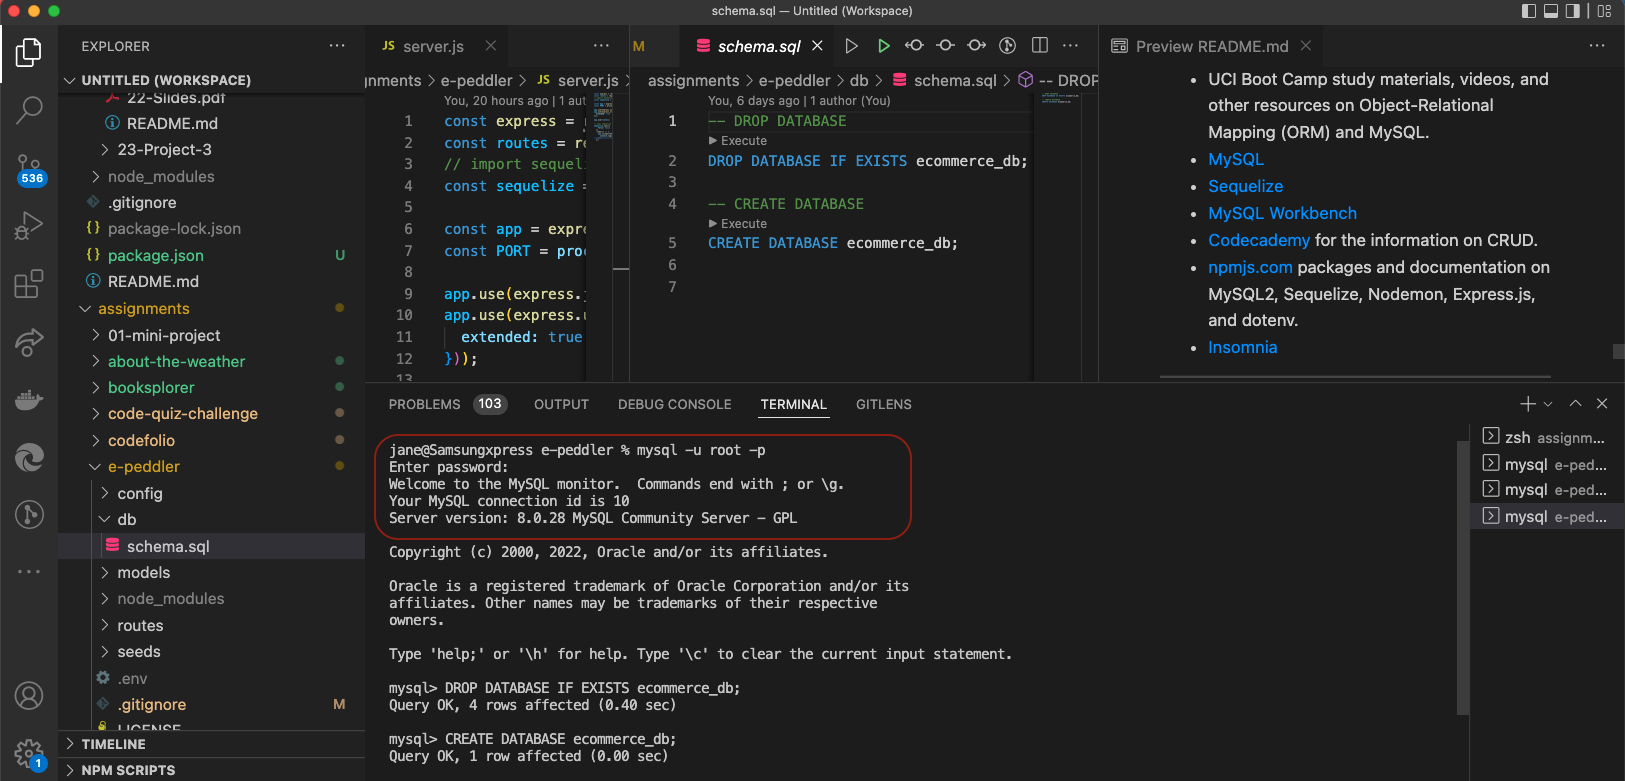 schema.sql — Untitled (Workspace)
EXPLORER
UNTITLED (WORKSPACE)
22-Slides.pdf
README.md
23-Project-3
node_modules
.gitignore
package-lock.json
package.json U
README.md
assignments
01-mini-project
about-the-weather
booksplorer
code-quiz-challenge
codefolio
e-peddler
config
db
schema.sql
models
node_modules
routes
seeds
.env
.gitignore M
LICENSE
TIMELINE
NPM SCRIPTS
536
1
JS server.js
gnments > e-peddler > JS server.js >
You, 20 hours ago | 1 aut
1 const express =
2 const routes = re
3 // import sequeli
4 const sequelize =
5
6 const app = expre
7 const PORT = proc
8
9 app.use(express.j
10 app.use(express.u
11 extended: true
12 }));
13
M
schema.sql
assignments > e-peddler > db > schema.sql > -- DROP
You, 6 days ago | 1 author (You)
1 -- DROP DATABASE
Execute
2 DROP DATABASE IF EXISTS ecommerce_db;
3
4 -- CREATE DATABASE
Execute
5 CREATE DATABASE ecommerce_db;
6
7
Preview README.md
• UCI Boot Camp study materials, videos, and
other resources on Object-Relational
Mapping (ORM) and MySQL.
• MySQL
• Sequelize
• MySQL Workbench
• Codecademy for the information on CRUD.
• npmjs.com packages and documentation on
MySQL2, Sequelize, Nodemon, Express.js,
and dotenv.
• Insomnia
PROBLEMS 103 OUTPUT DEBUG CONSOLE TERMINAL GITLENS
jane@Samsungxpress e-peddler % mysql -u root -p
Enter password:
Welcome to the MySQL monitor.  Commands end with ; or \g.
Your MySQL connection id is 10
Server version: 8.0.28 MySQL Community Server - GPL
Copyright (c) 2000, 2022, Oracle and/or its affiliates.
Oracle is a registered trademark of Oracle Corporation and/or its
affiliates. Other names may be trademarks of their respective
owners.
Type 'help;' or '\h' for help. Type '\c' to clear the current input statement.
mysql> DROP DATABASE IF EXISTS ecommerce_db;
Query OK, 4 rows affected (0.40 sec)
mysql> CREATE DATABASE ecommerce_db;
Query OK, 1 row affected (0.00 sec)
zsh assignm...
mysql e-ped...
mysql e-ped...
mysql e-ped...